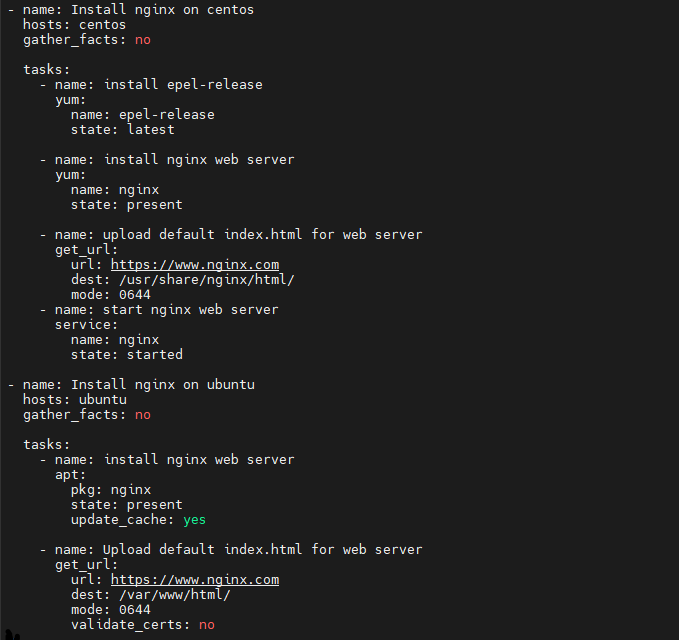 - name: Install nginx on centos
  hosts: centos
  gather_facts: no

  tasks:
    - name: install epel-release
      yum:
        name: epel-release
        state: latest

    - name: install nginx web server
      yum:
        name: nginx
        state: present

    - name: upload default index.html for web server
      get_url:
        url: https://www.nginx.com
        dest: /usr/share/nginx/html/
        mode: 0644
    - name: start nginx web server
      service:
        name: nginx
        state: started

- name: Install nginx on ubuntu
  hosts: ubuntu
  gather_facts: no

  tasks:
    - name: install nginx web server
      apt:
        pkg: nginx
        state: present
        update_cache: yes

    - name: Upload default index.html for web server
      get_url:
        url: https://www.nginx.com
        dest: /var/www/html/
        mode: 0644
        validate_certs: no